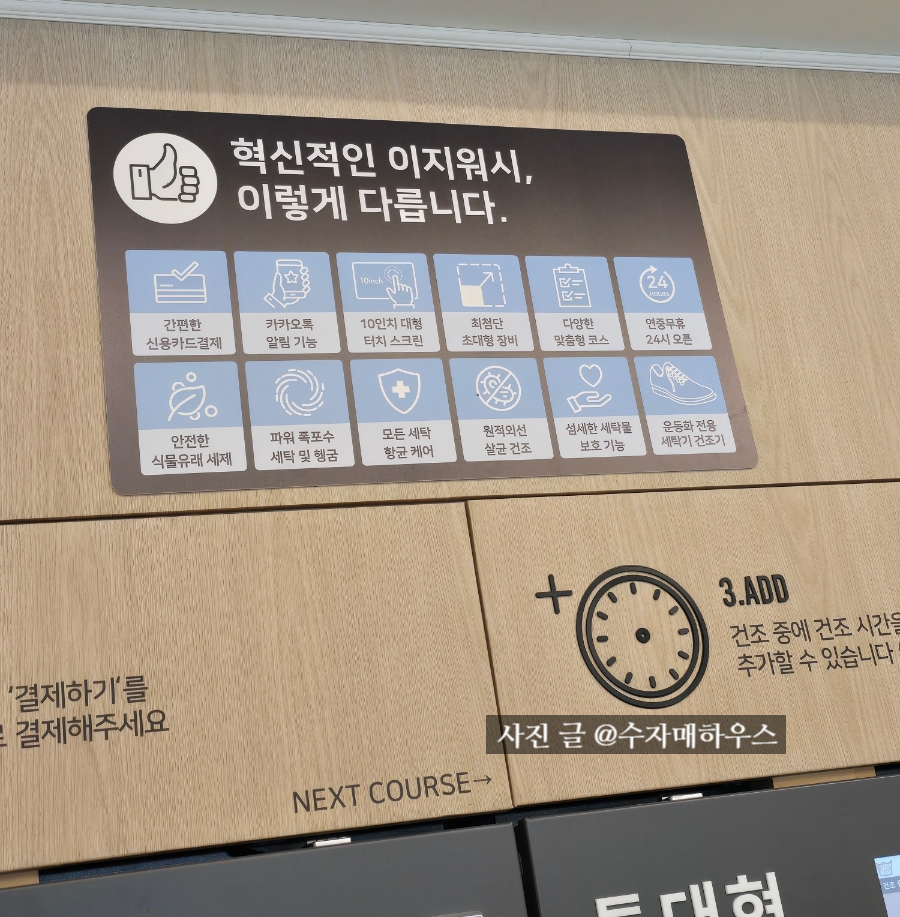 혁신적인 이지워시,
이렇게 다릅니다.
간편한
신용카드결제
카카오톡
알림 기능
10inch
10인치 대형
터치 스크린
최첨단
초대형 장비
다양한
맞춤형 코스
24
HOURS
연중무휴
24시 오픈
안전한
식물유래 세제
파워 폭포수
세탁 및 헹굼
모든 세탁
항균 케어
원적외선
살균 건조
섬세한 세탁물
보호 기능
운동화 전용
세탁기 건조기
'결제하기'를
로 결제해주세요
NEXT COURSE→
3.ADD
건조 중에 건조 시간을
추가할 수 있습니다
사진 글 @수자매하우스
특대형